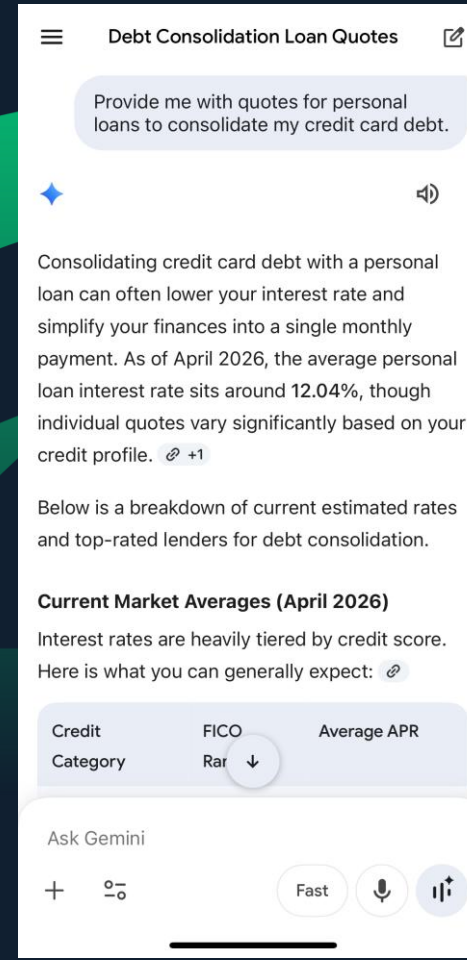 Debt Consolidation Loan Quotes
Provide me with quotes for personal
loans to consolidate my credit card debt.
Consolidating credit card debt with a personal
loan can often lower your interest rate and
simplify your finances into a single monthly
payment. As of April 2026, the average personal
loan interest rate sits around 12.04%, though
individual quotes vary significantly based on your
credit profile. +1
Below is a breakdown of current estimated rates
and top-rated lenders for debt consolidation.
Current Market Averages (April 2026)
Interest rates are heavily tiered by credit score.
Here is what you can generally expect:
Credit FICO Average APR
Category
Ask Gemini
Fast